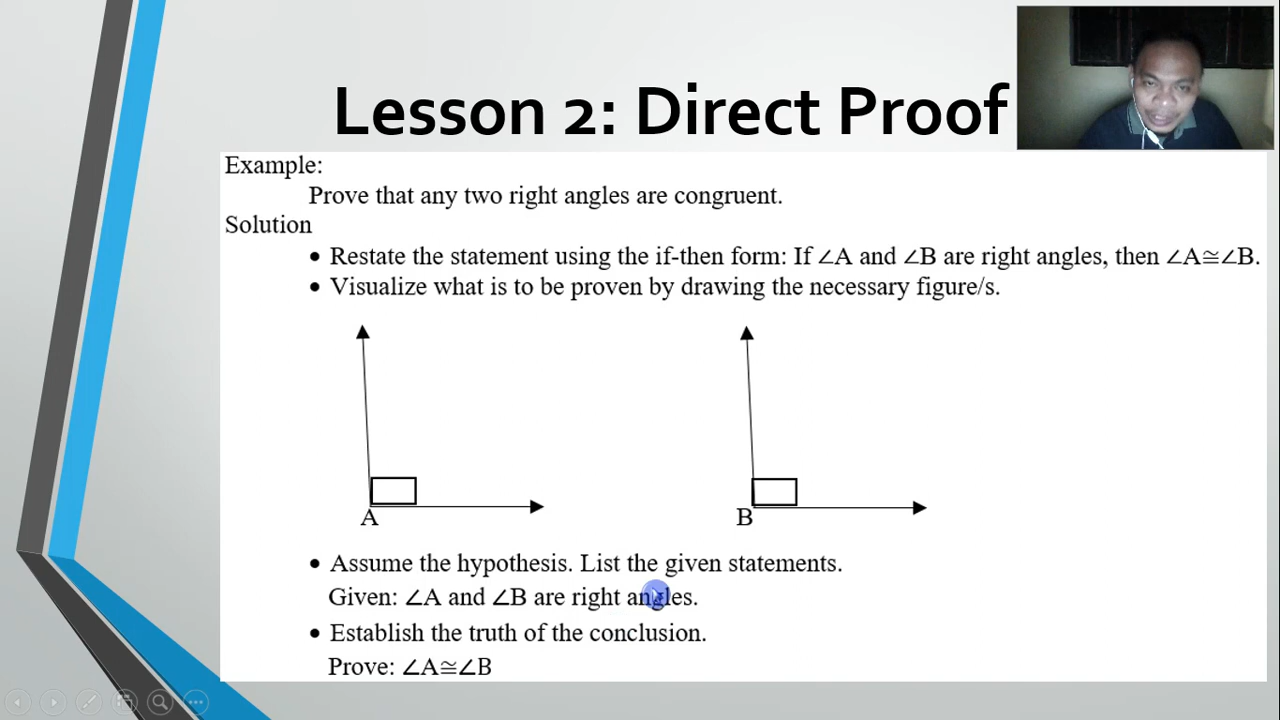 Lesson 2: Direct Proof
Example:
Prove that any two right angles are congruent.
Solution
• Restate the statement using the if-then form: If ∠A and ∠B are right angles, then ∠A≅∠B.
• Visualize what is to be proven by drawing the necessary figure/s.
A
B
• Assume the hypothesis. List the given statements.
Given: ∠A and ∠B are right angles.
• Establish the truth of the conclusion.
Prove: ∠A≅∠B